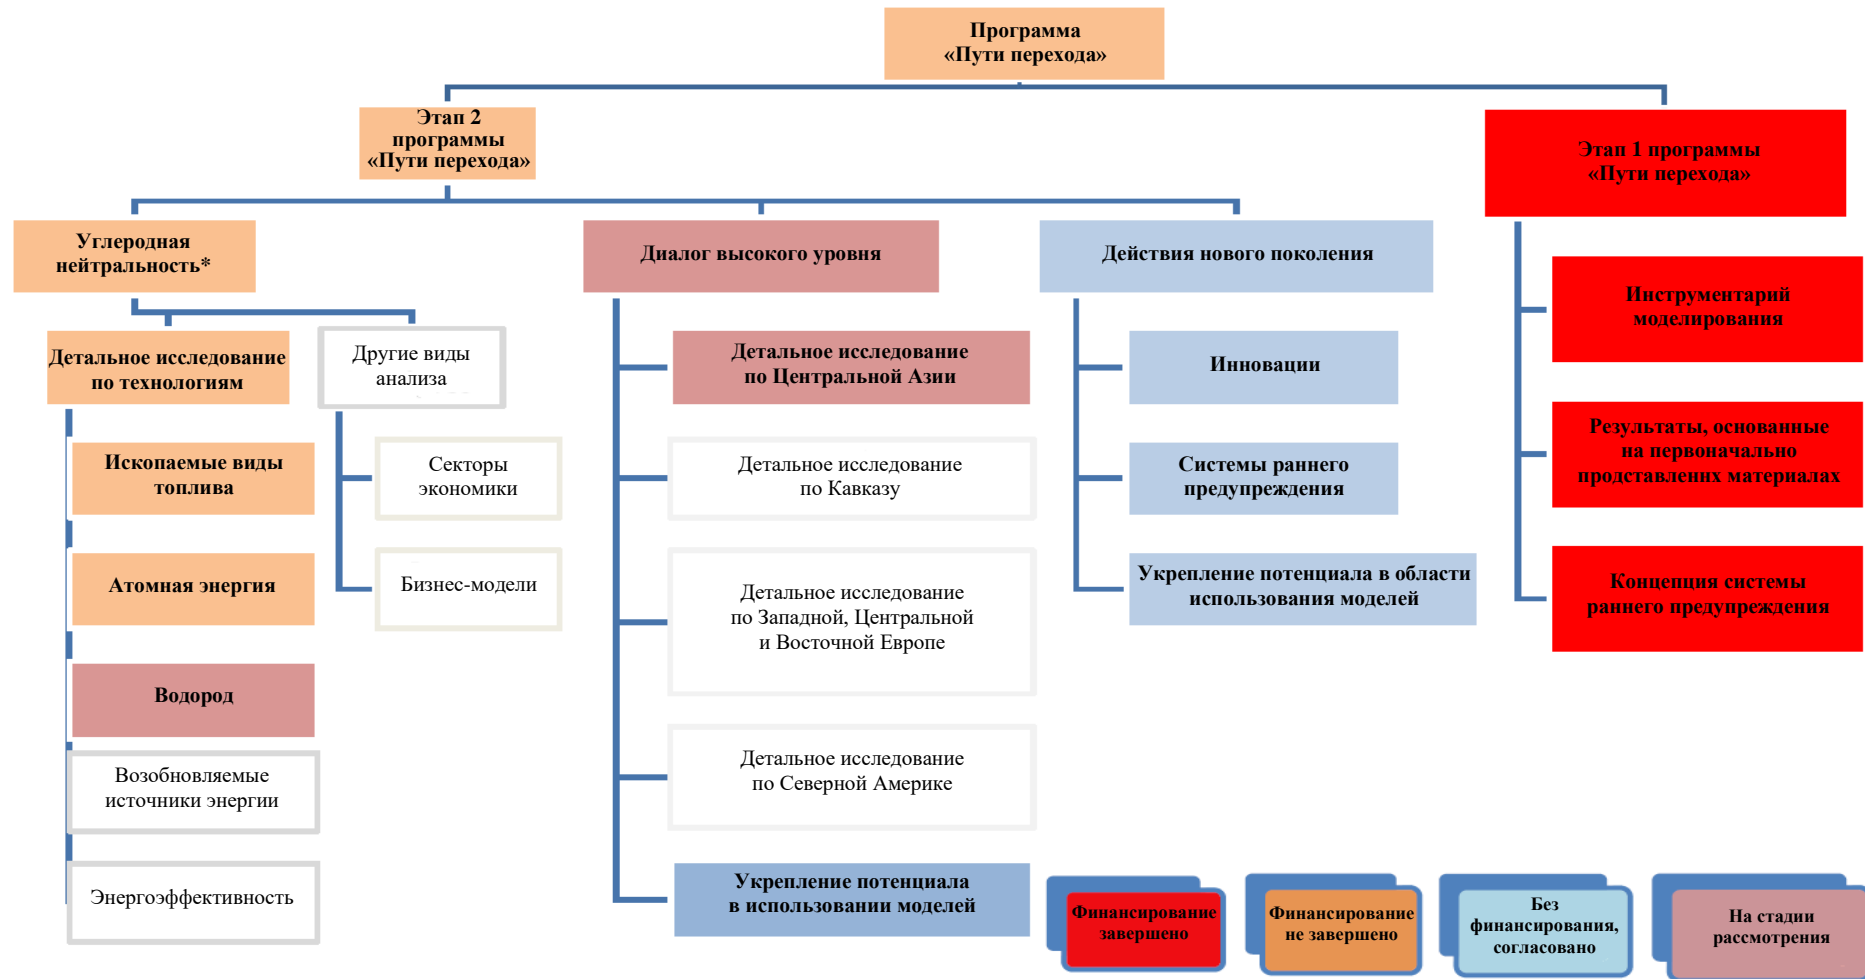 Программа
«Пути перехода»
Этап 2
программы
«Пути перехода»
Этап 1 программы
«Пути перехода»
Углеродная
нейтральность*
Диалог высокого уровня
Действия нового поколения
Детальное исследование
по технологиям
Другие виды
анализа
Ископаемые виды
топлива
Атомная энергия
Водород
Возобновляемые
источники энергии
Энергоэффективность
Секторы
экономики
Бизнес-модели
Детальное исследование
по Центральной Азии
Детальное исследование
по Кавказу
Детальное исследование
по Западной, Центральной
и Восточной Европе
Детальное исследование
по Северной Америке
Укрепление потенциала
в использовании моделей
Инновации
Системы раннего
предупреждения
Укрепление потенциала в области
использования моделей
Инструментарий
моделирования
Результаты, основанные
на первоначально
продставленх материалах
Концепция системы
раннего предупреждения
Финансирование
завершено
Финансирование
не завершено
Без
финансирования,
согласовано
На стадии
рассмотрения